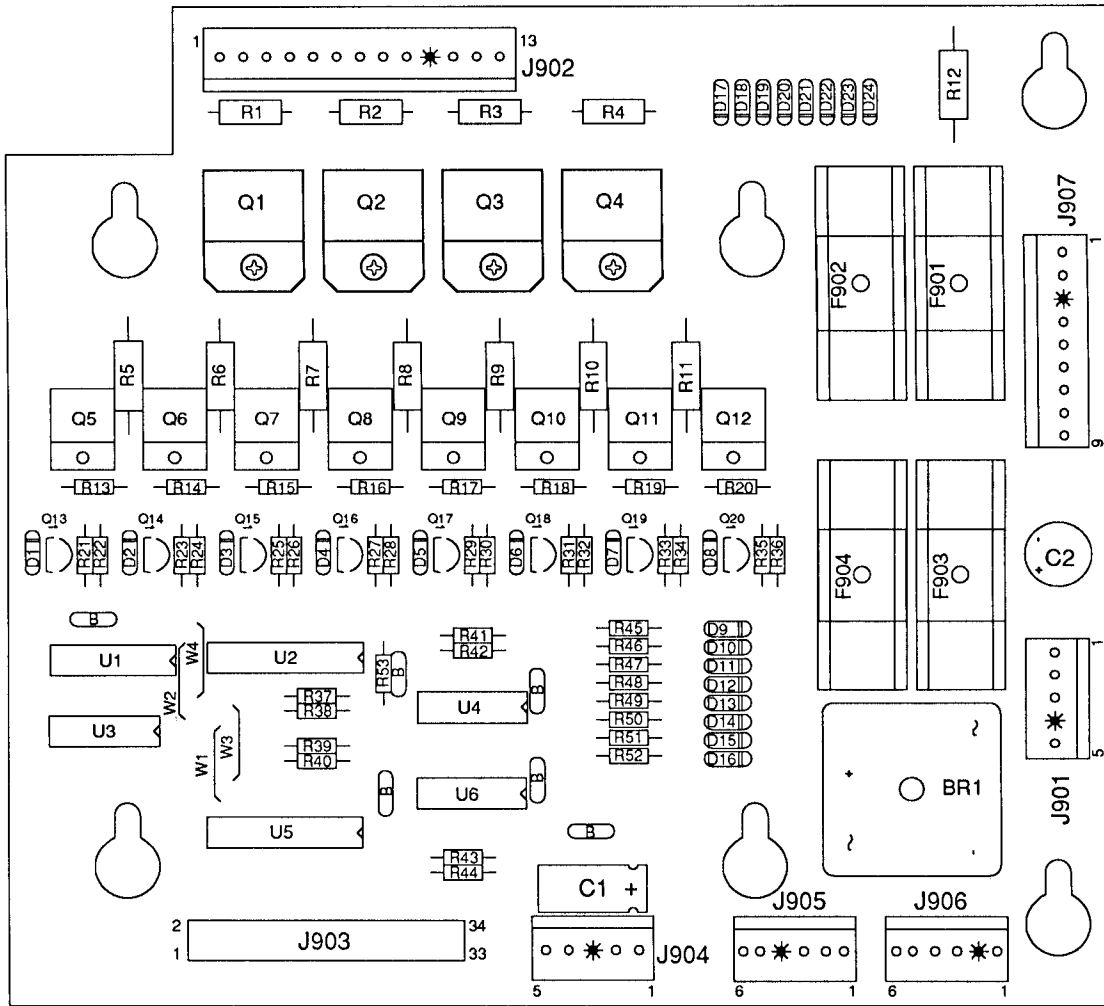 1 13
J902
R1 R2 R3 R4
D17 D18 D19 D20 D21 D22 D23 D24
R12
Q1 Q2 Q3 Q4
J907
1
9
F902 F901
R5 R6 R7 R8 R9 R10 R11
Q5 Q6 Q7 Q8 Q9 Q10 Q11 Q12
R13 R14 R15 R16 R17 R18 R19 R20
Q13 Q14 Q15 Q16 Q17 Q18 Q19 Q20
D1 R21 R22 D2 R23 R24 D3 R25 R26 D4 R27 R28 D5 R29 R30 D6 R31 R32 D7 R33 R34 D8 R35 R36
F904 F903
- C2
+
B
U1 W4 U2 R53 B
W2
U3
R41
R42
R37
R38
U4 B
W1 W3
R39
R40
B
U6 B
U5
R43
R44
B
R45 D9
R46 D10
R47 D11
R48 D12
R49 D13
R50 D14
R51 D15
R52 D16
1
5
J901
~
+ BR1
~ -
C1 +
2 34
1 J903 33
J904
5 1
J905
6 1
J906
6 1